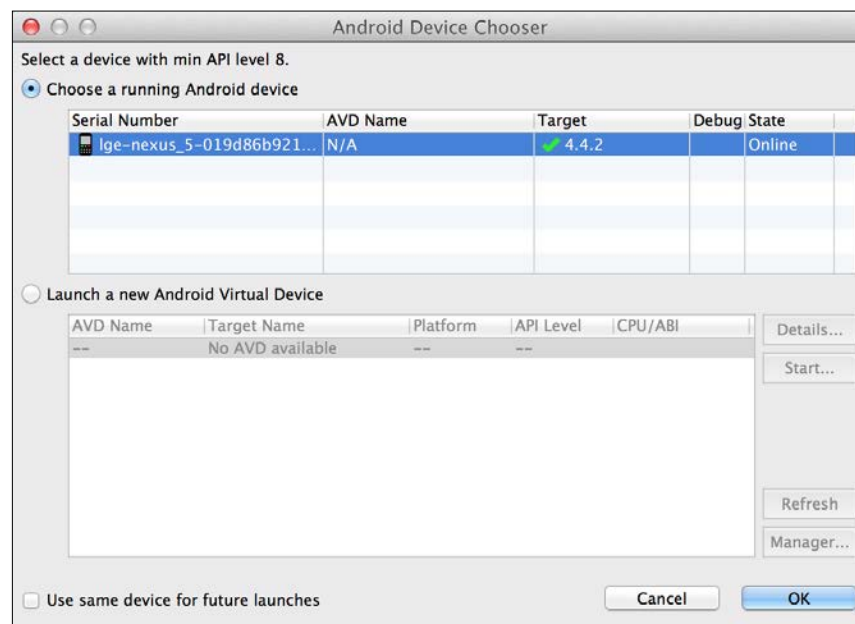 Android Device Chooser
Select a device with min API level 8.
Choose a running Android device
Serial Number AVD Name Target Debug State
lge-nexus_5-019d86b921... N/A 4.4.2 Online
Launch a new Android Virtual Device
AVD Name Target Name Platform API Level CPU/ABI
-- No AVD available -- --
Details...
Start...
Refresh
Manager...
Use same device for future launches
Cancel OK